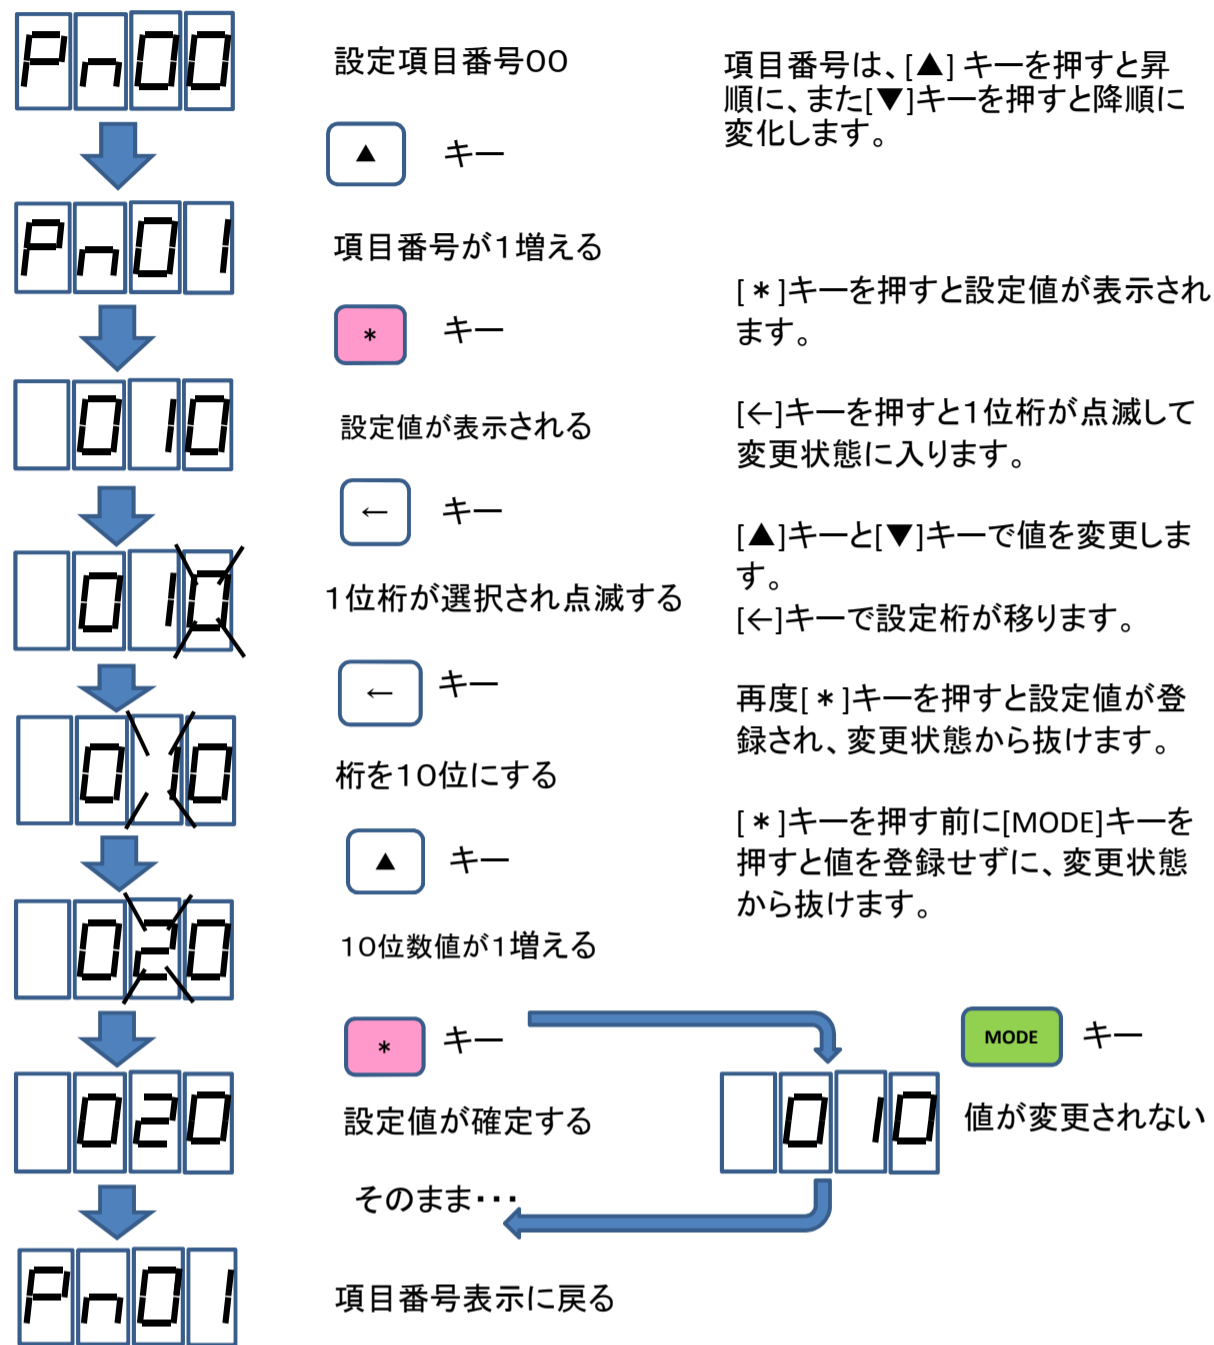 Pn00
設定項目番号00
項目番号は、[▲] キーを押すと昇
順に、また[▼]キーを押すと降順に
変化します。
▲ キー
Pn01
項目番号が1増える
[*]キーを押すと設定値が表示され
ます。
* キー
010
設定値が表示される
[←]キーを押すと1位桁が点滅して
変更状態に入ります。
← キー
[▲]キーと[▼]キーで値を変更しま
す。
[←]キーで設定桁が移ります。
010
1位桁が選択され点滅する
← キー
再度[*]キーを押すと設定値が登
録され、変更状態から抜けます。
010
桁を10位にする
[*]キーを押す前に[MODE]キーを
押すと値を登録せずに、変更状態
から抜けます。
▲ キー
020
10位数値が1増える
* キー
MODE キー
020
設定値が確定する
010
値が変更されない
そのまま・・・
Pn01
項目番号表示に戻る